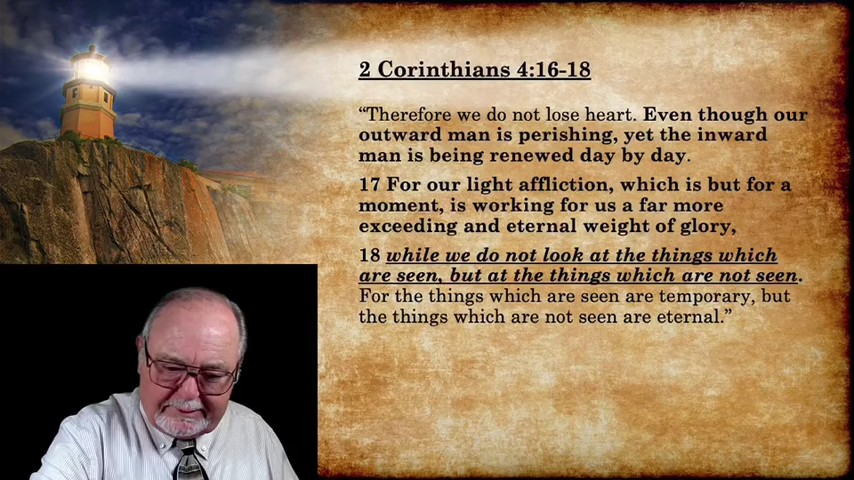 2 Corinthians 4:16-18
“Therefore we do not lose heart. Even though our
outward man is perishing, yet the inward
man is being renewed day by day.
17 For our light affliction, which is but for a
moment, is working for us a far more
exceeding and eternal weight of glory,
18 while we do not look at the things which
are seen, but at the things which are not seen.
For the things which are seen are temporary, but
the things which are not seen are eternal.”